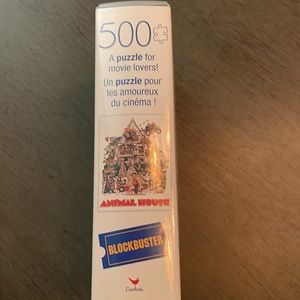 500
A puzzle for
movie lovers!
Un puzzle pour
les amoureux
du cinéma !
ANIMAL HOUSE
BLOCKBUSTER
Cardinal